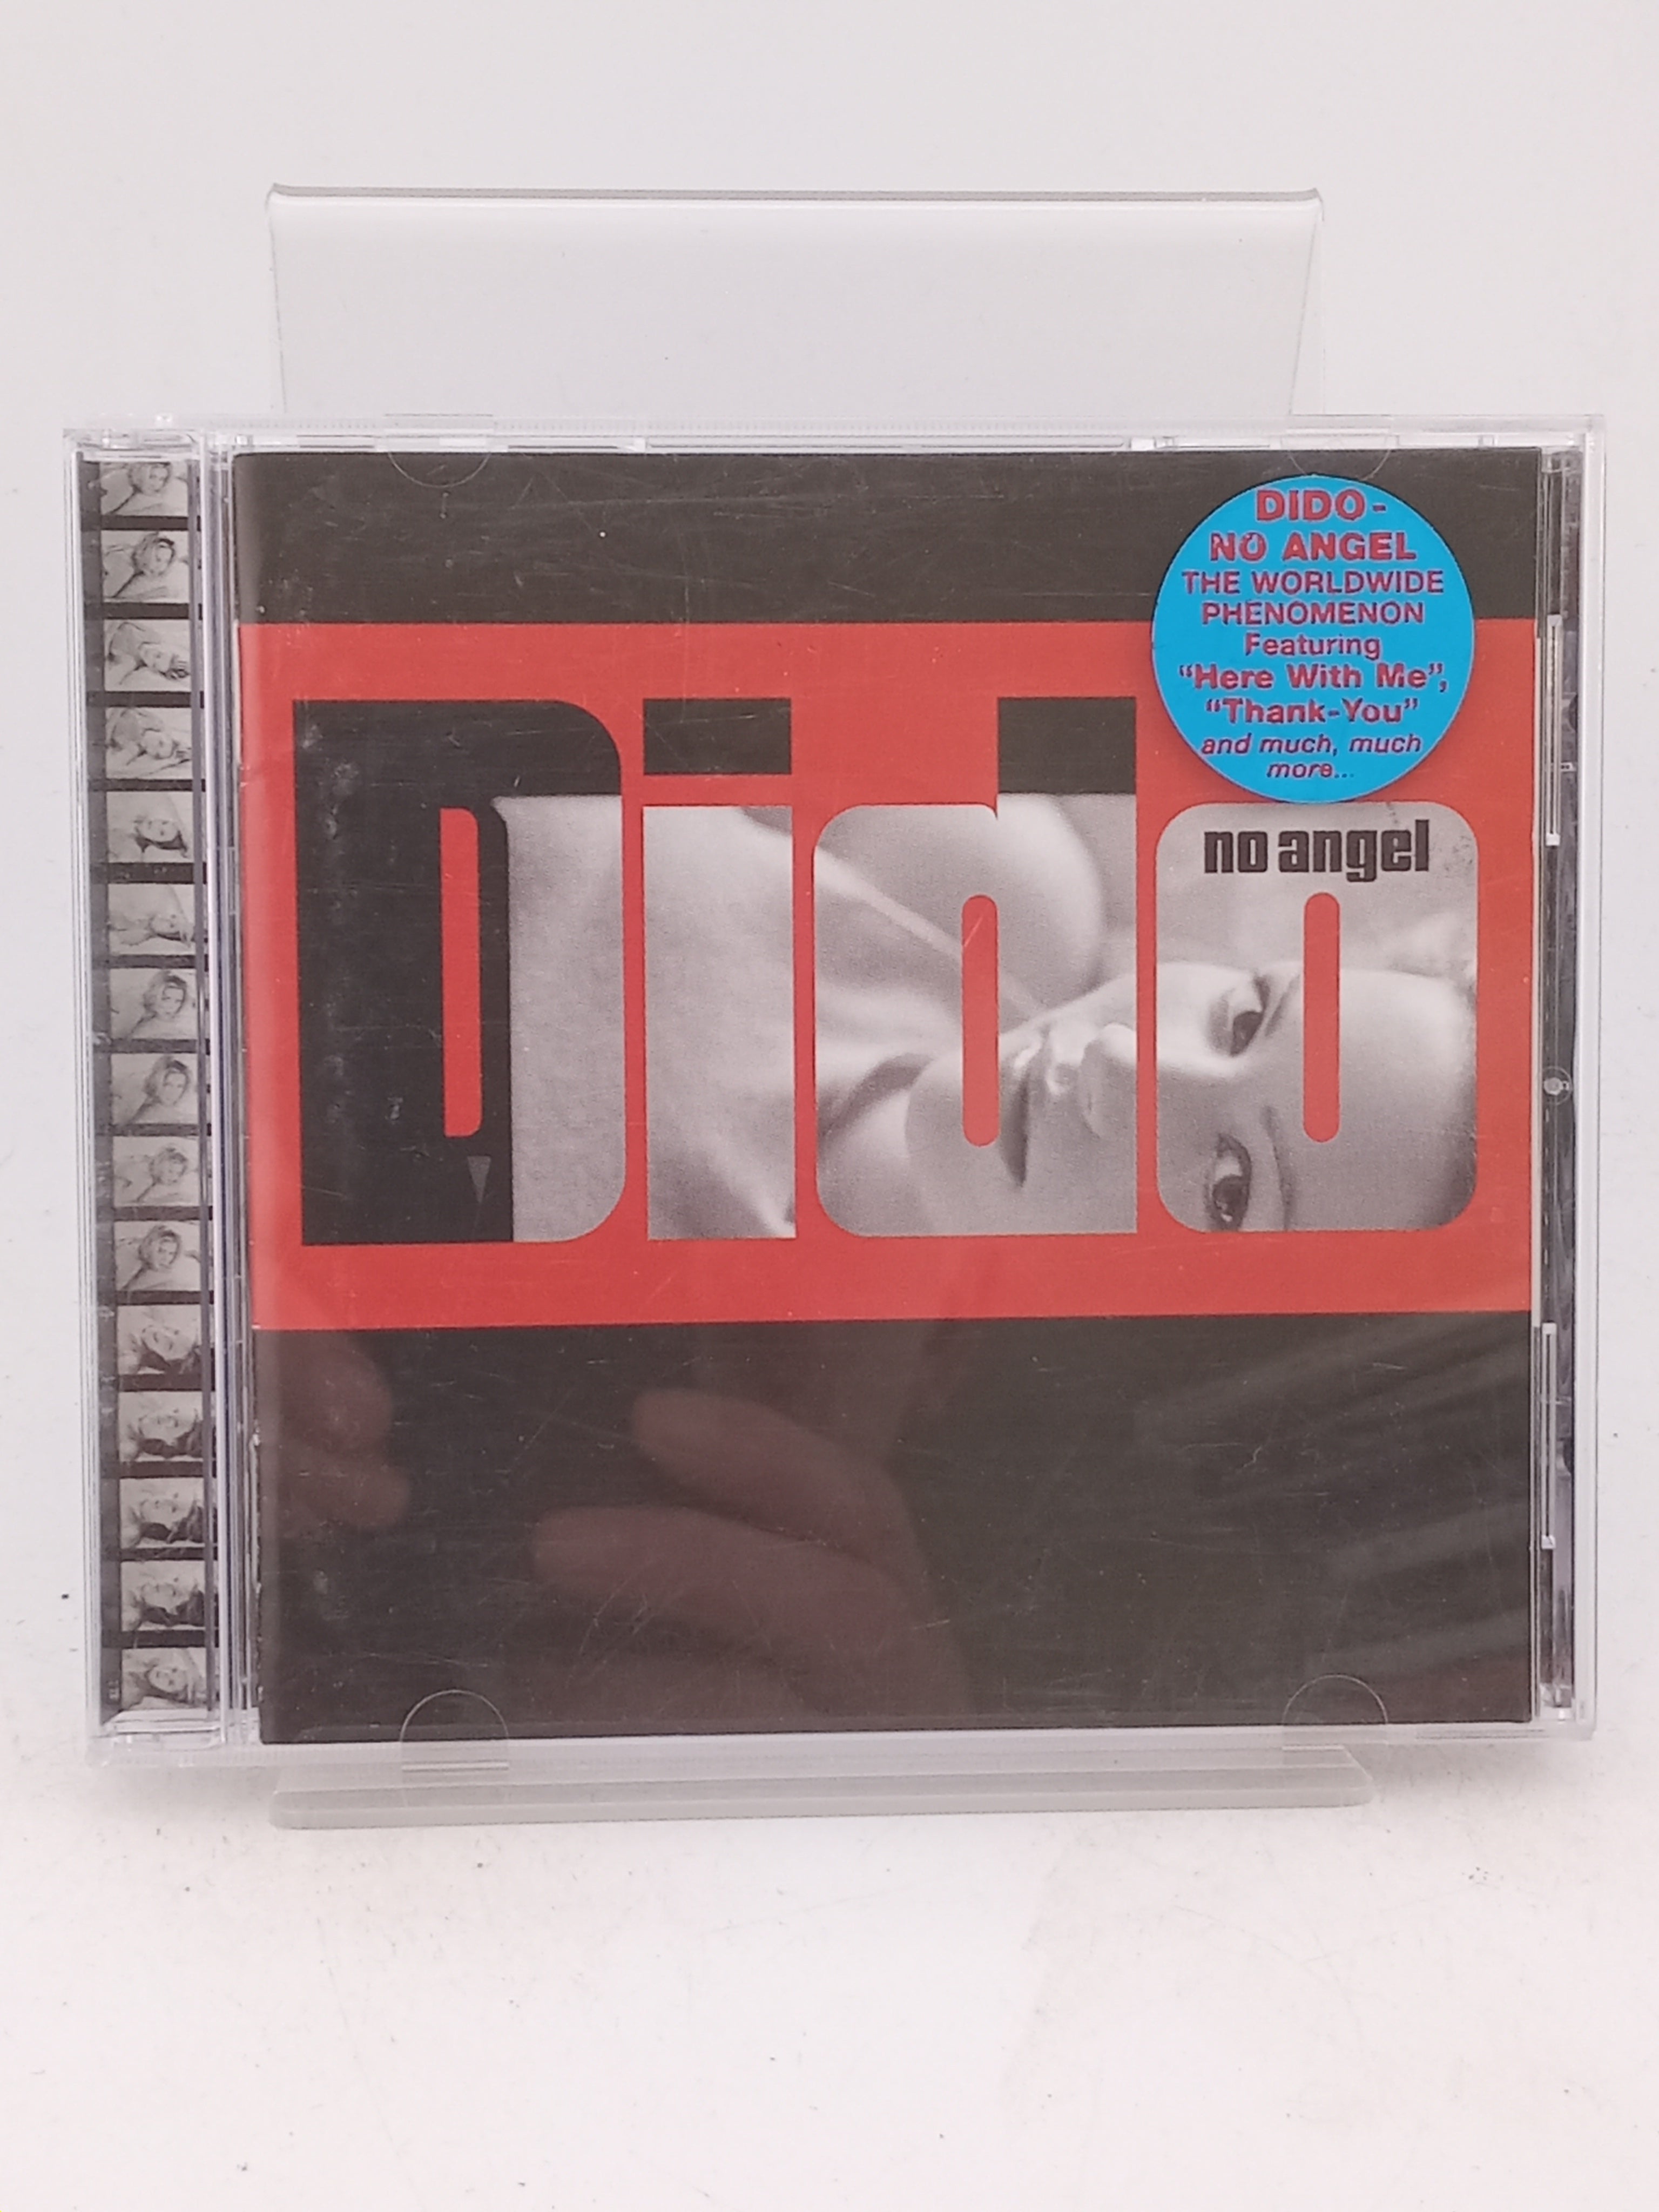 DIDO-
NO ANGEL
THE WORLDWIDE
PHENOMENON
Featuring
“Here With Me”,
“Thank-You”
and much, much
more...
Dido
no angel